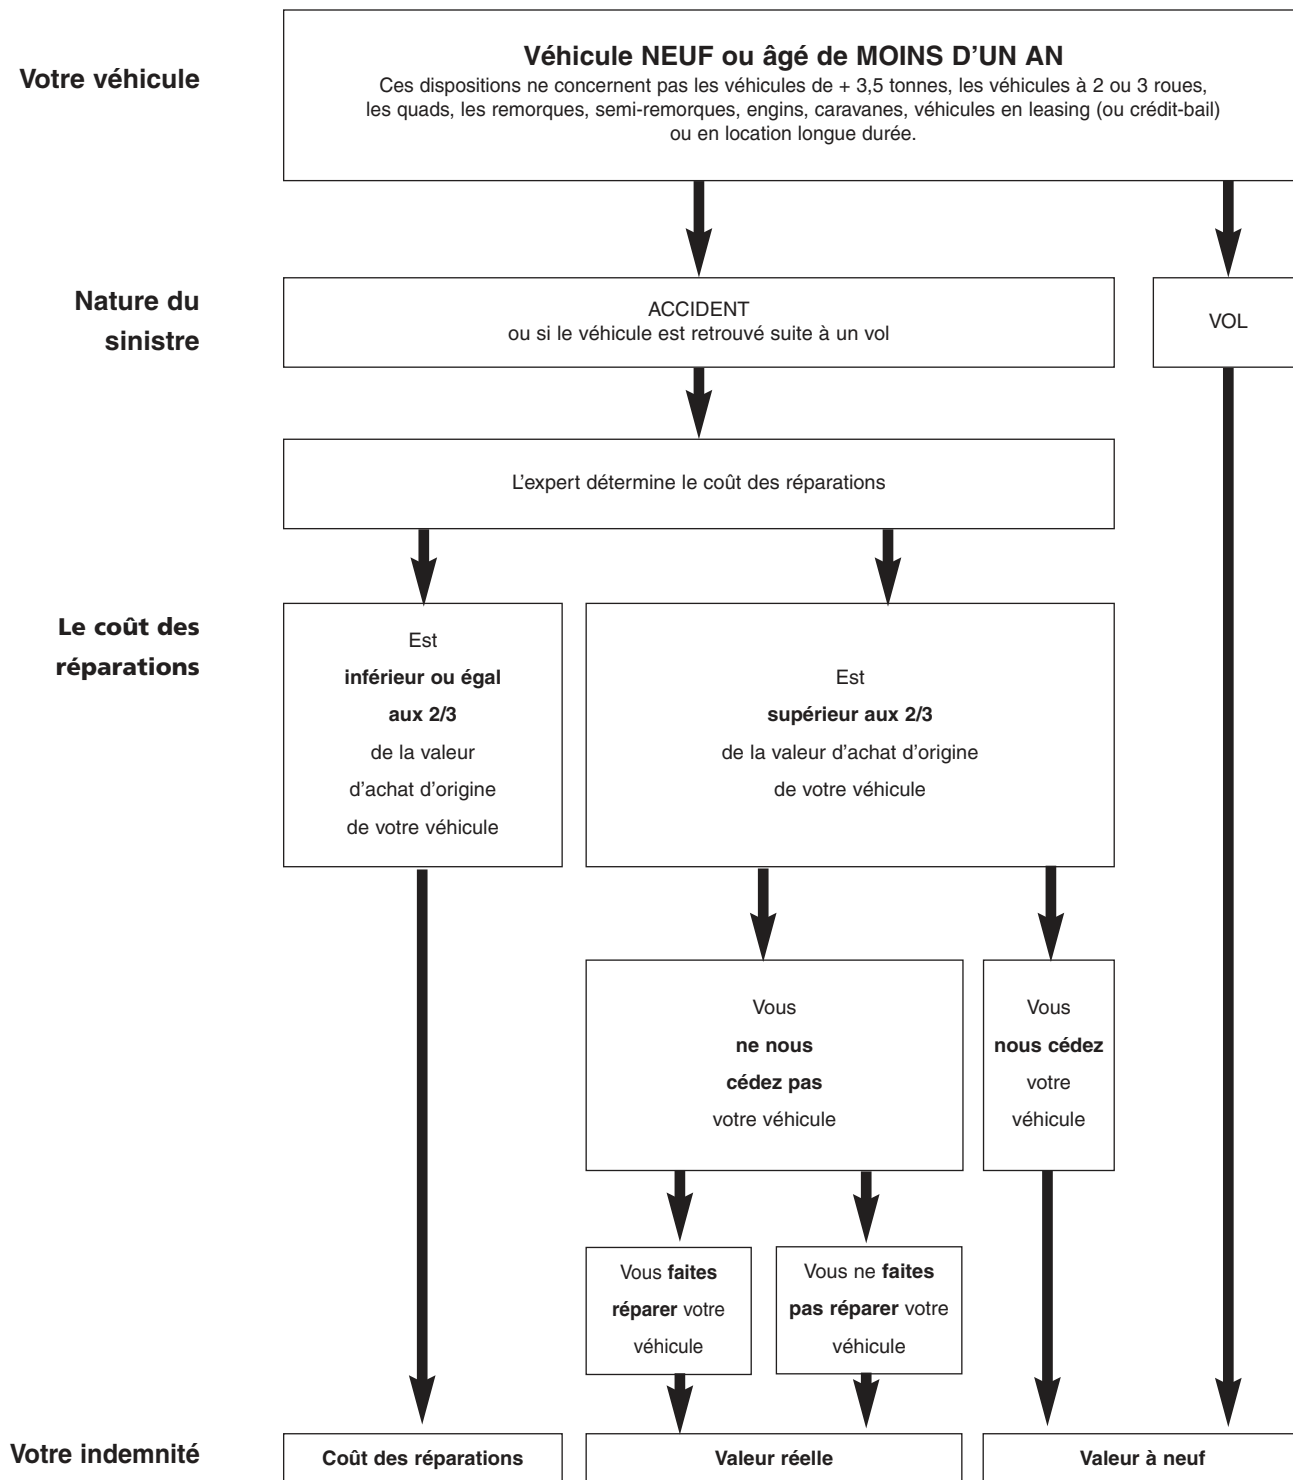 Votre véhicule
Véhicule NEUF ou âgé de MOINS D'UN AN
Ces dispositions ne concernent pas les véhicules de + 3,5 tonnes, les véhicules à 2 ou 3 roues,
les quads, les remorques, semi-remorques, engins, caravanes, véhicules en leasing (ou crédit-bail)
ou en location longue durée.
Nature du
sinistre
ACCIDENT
ou si le véhicule est retrouvé suite à un vol
VOL
L'expert détermine le coût des réparations
Le coût des
réparations
Est
inférieur ou égal
aux 2/3
de la valeur
d'achat d'origine
de votre véhicule
Est
supérieur aux 2/3
de la valeur d'achat d'origine
de votre véhicule
Vous
ne nous
cédez pas
votre véhicule
Vous
nous cédez
votre
véhicule
Vous faites
réparer votre
véhicule
Vous ne faites
pas réparer votre
véhicule
Votre indemnité
Coût des réparations
Valeur réelle
Valeur à neuf